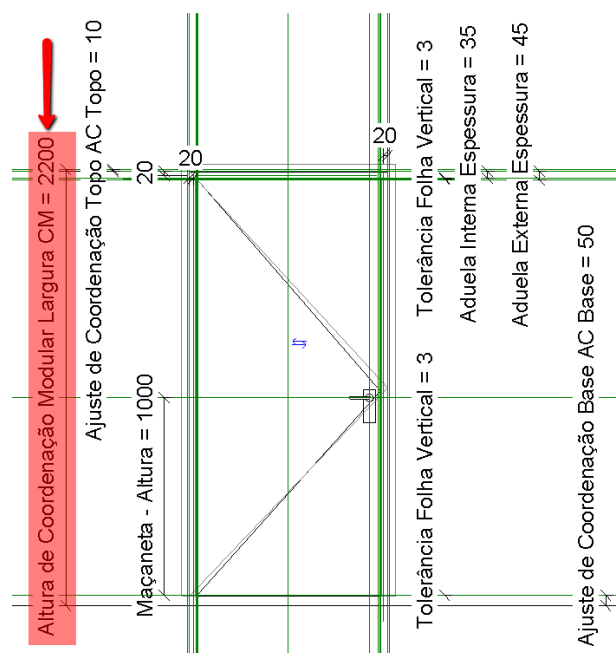 Altura de Coordenação Modular Largura CM = 2200
Ajuste de Coordenação Topo AC Topo = 10
20
Maçaneta - Altura = 1000
20
20
Tolerância Folha Vertical = 3
Tolerância Folha Vertical = 3
Aduela Interna Espessura = 35
Aduela Externa Espessura = 45
Ajuste de Coordenação Base AC Base = 50